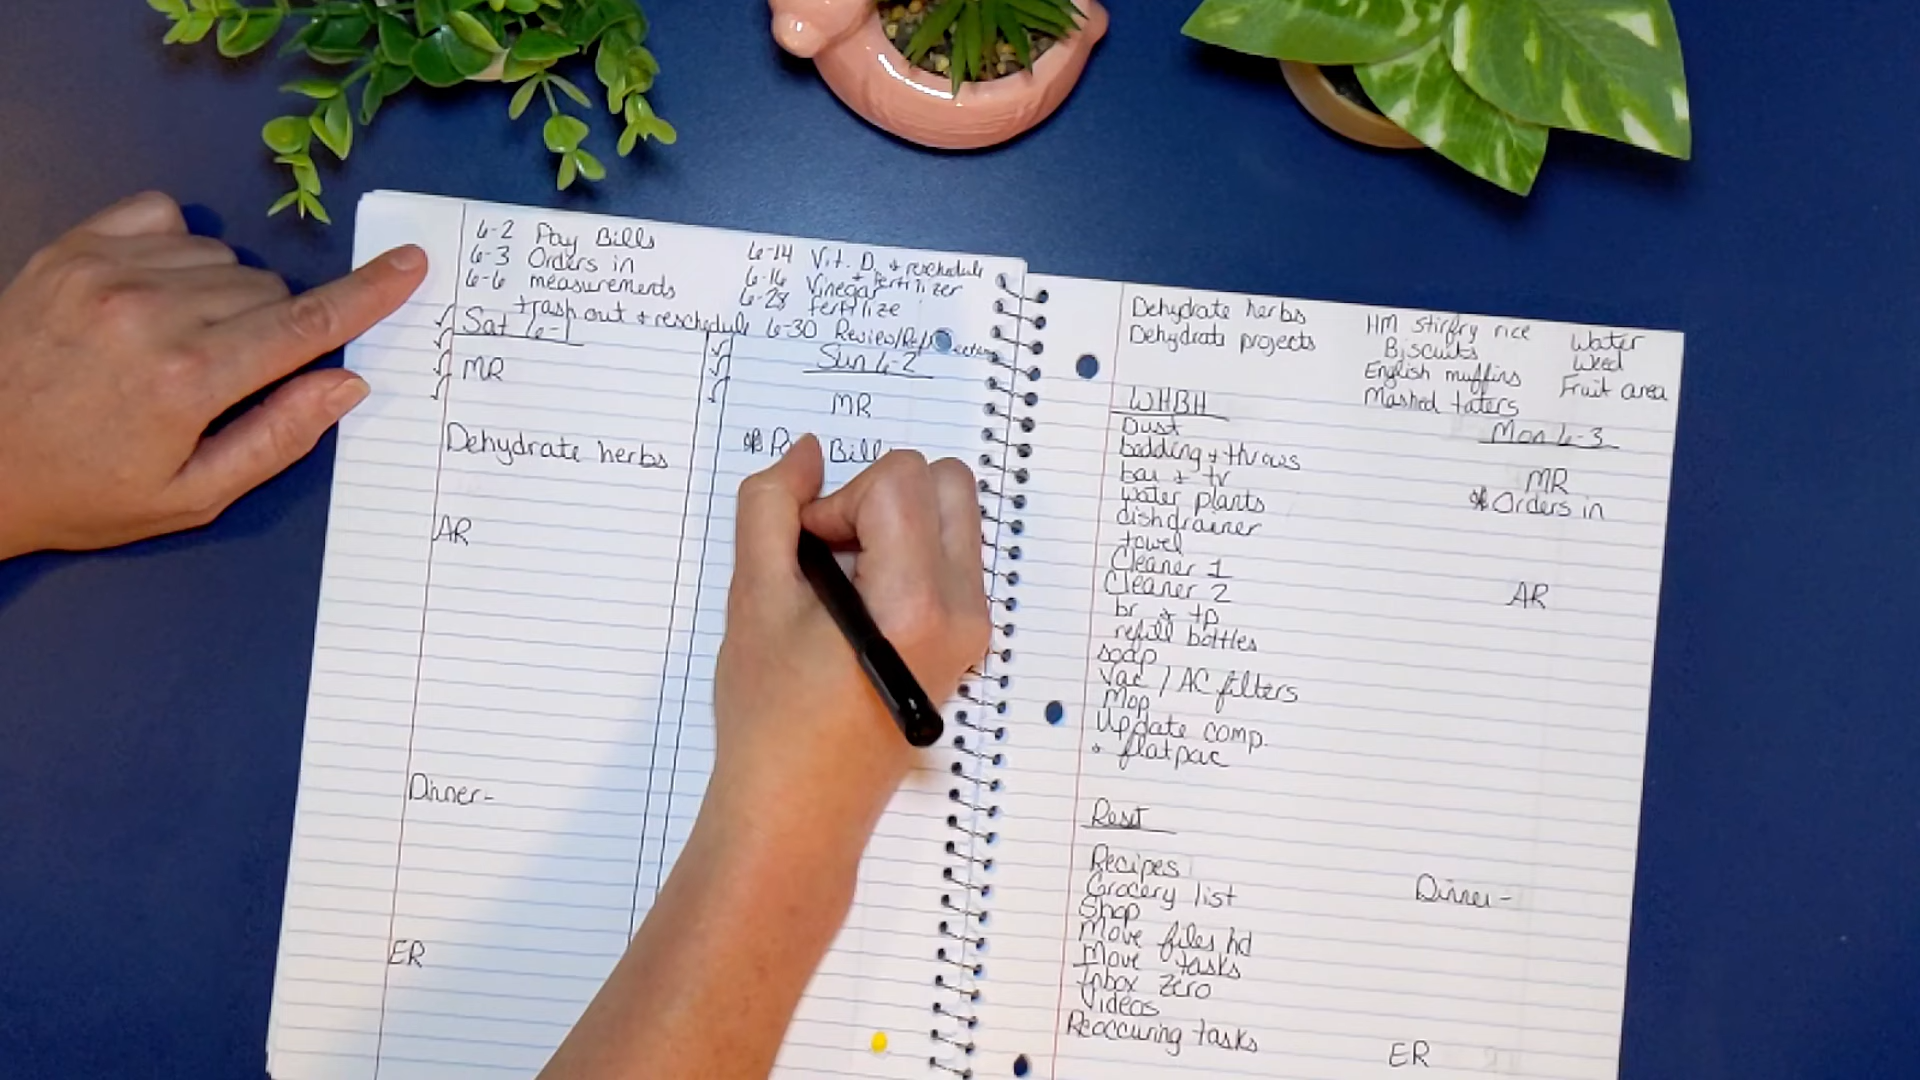 6-2 Pay Bills
6-3 Orders in
6-6 measurements
trash out + reschedule
6-14 Vit. D. + reschedule
6-16 Vinegar + fertilizer
6-28 fertilize
6-30 Review/Ref
Sat 6-1
MR
Dehydrate herbs
AR
Dinner-
ER
Sun 6-2
MR
Bill
Dehydrate herbs
Dehydrate projects
HM stirfry rice
Biscuits
English muffins
Mashed taters
Water
Weed
Fruit area
WHBH
Dust
bedding + throws
bar + tv
water plants
dishdrainer
towel
Cleaner 1
Cleaner 2
br + tp
refill bottles
soap
Vac / AC filters
Mop
Update comp.
+ flatpac
Reset
Recipes
Grocery list
Shop
Move files hd
Move tasks
Inbox zero
Videos
Reoccuring tasks
Mon 6-3
MR
Orders in
AR
Dinner-
ER